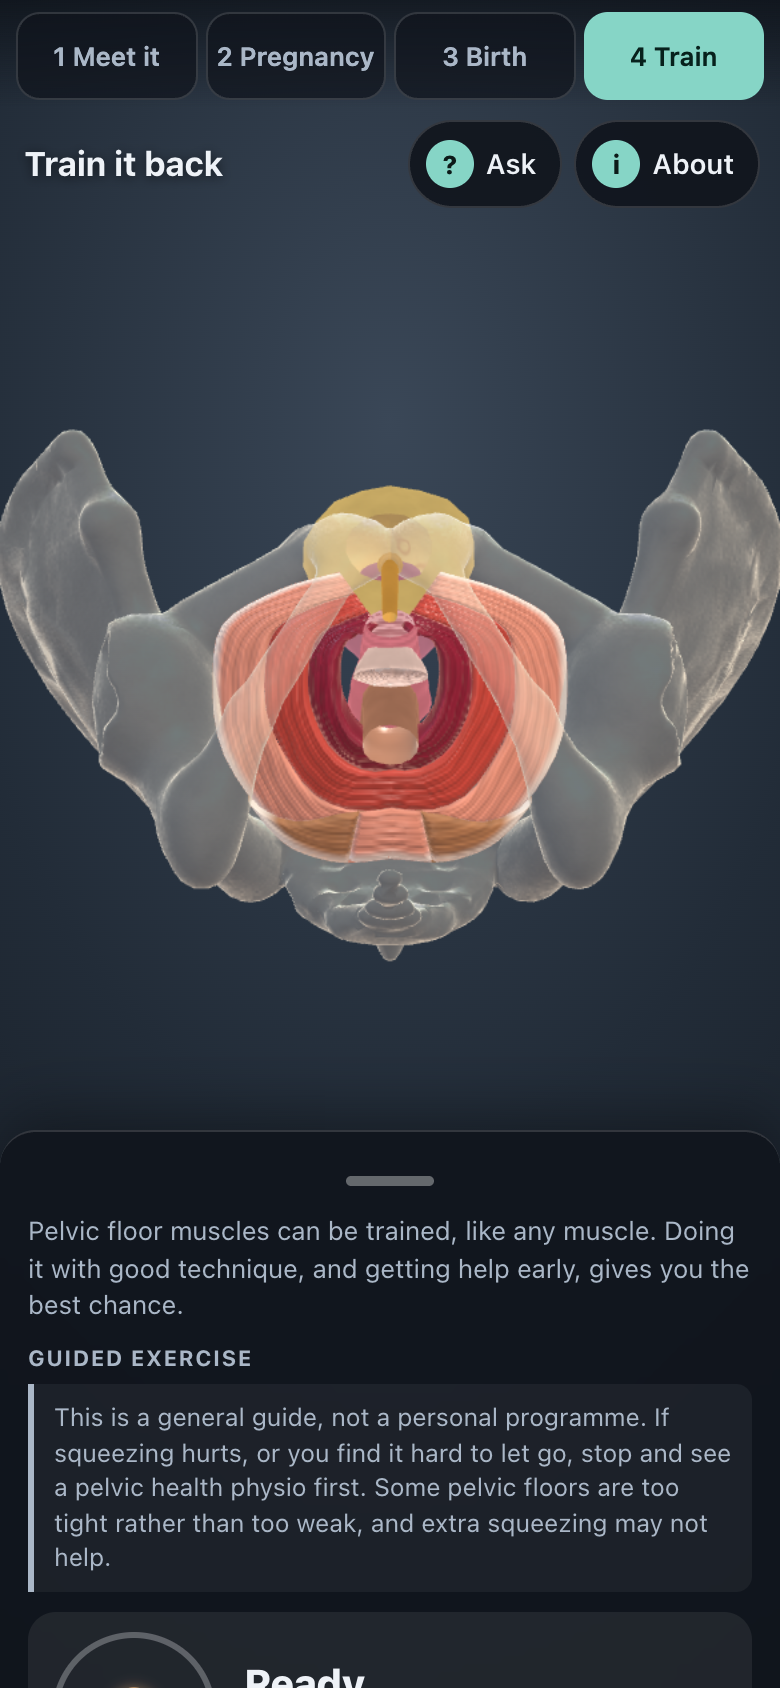 1 Meet it
2 Pregnancy
3 Birth
4 Train
Train it back
? Ask
i About
Pelvic floor muscles can be trained, like any muscle. Doing
it with good technique, and getting help early, gives you the
best chance.
GUIDED EXERCISE
This is a general guide, not a personal programme. If
squeezing hurts, or you find it hard to let go, stop and see
a pelvic health physio first. Some pelvic floors are too
tight rather than too weak, and extra squeezing may not
help.
Ready